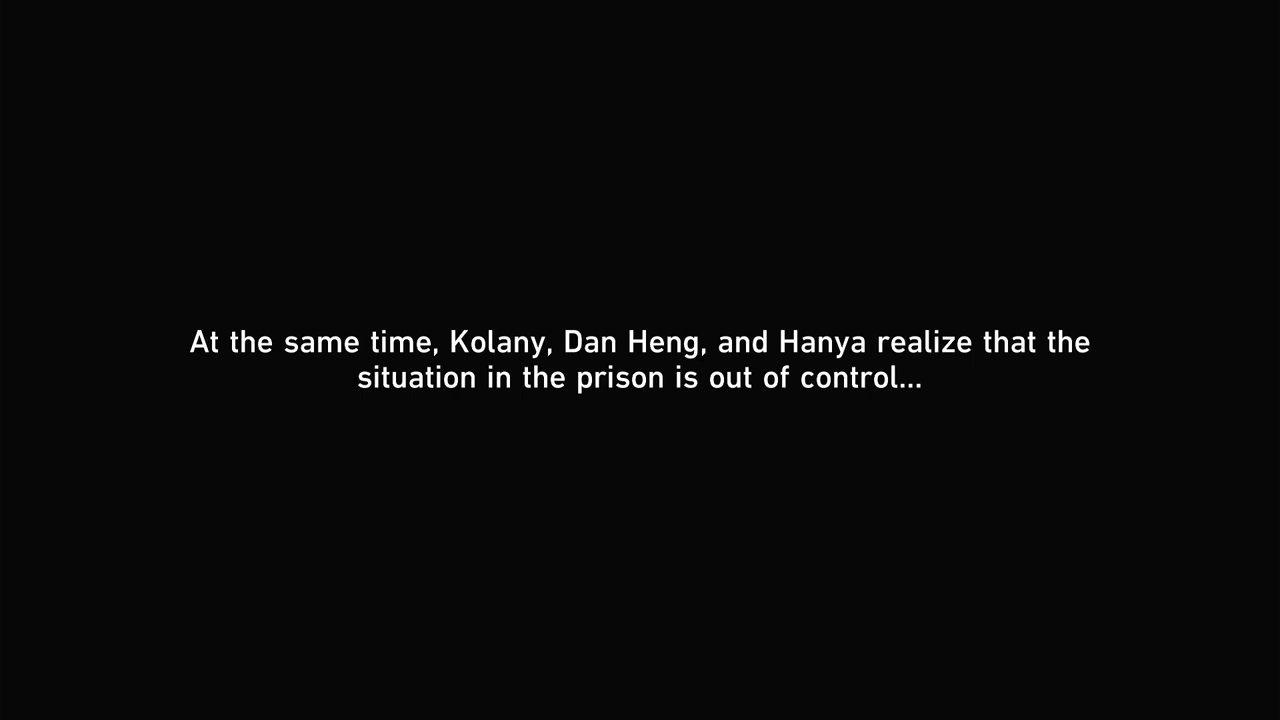 At the same time, Kolany, Dan Heng, and Hanya realize that the
situation in the prison is out of control...